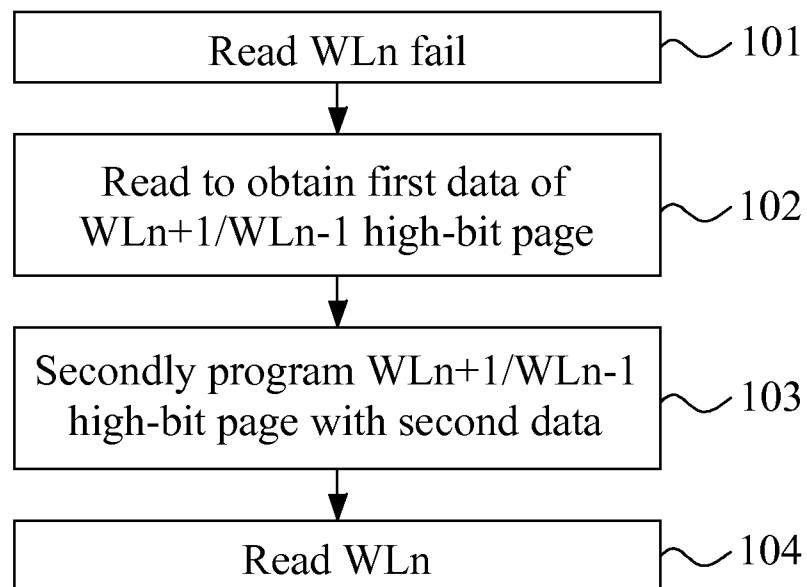 Read WLn fail
101
Read to obtain first data of
WLn+1/WLn-1 high-bit page
102
Secondly program WLn+1/WLn-1
high-bit page with second data
103
Read WLn
104